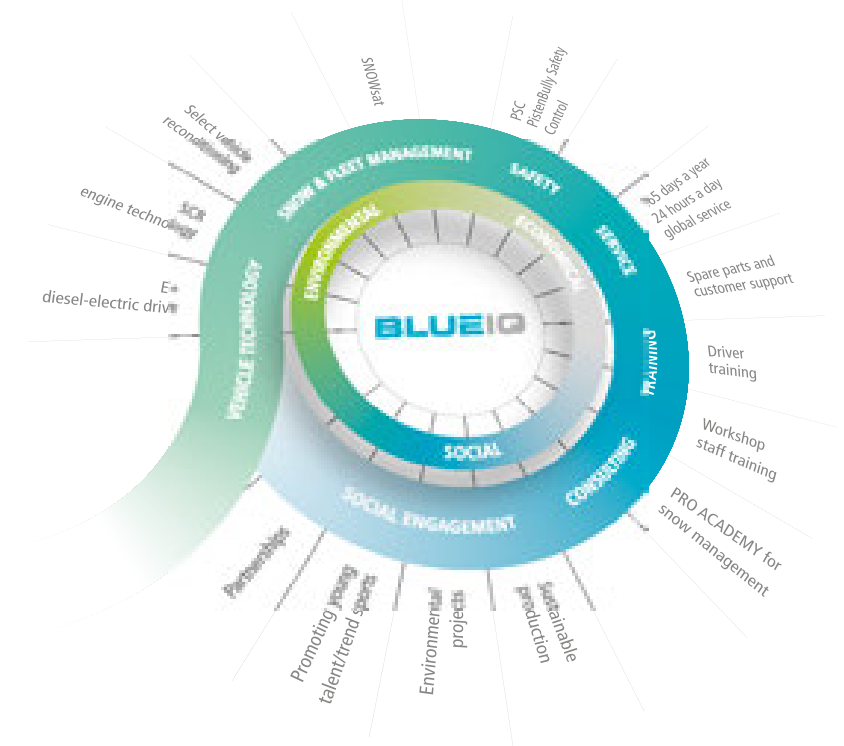 SNOWsat
PSC
PistenBully Safety
Control
Select vehicle
reconditioning
SCR
engine technology
E+
diesel-electric drive
65 days a year
24 hours a day
global service
Spare parts and
customer support
Driver
training
Workshop
staff training
PRO ACADEMY for
snow management
Sustainable
production
Environmental
projects
Promoting young
talent/trend sports
Partnerships
VEHICLE TECHNOLOGY
SNOW & FLEET MANAGEMENT
SAFETY
SERVICE
TRAINING
CONSULTING
SOCIAL ENGAGEMENT
ENVIRONMENTAL
ECONOMICAL
SOCIAL
BLUEIQ